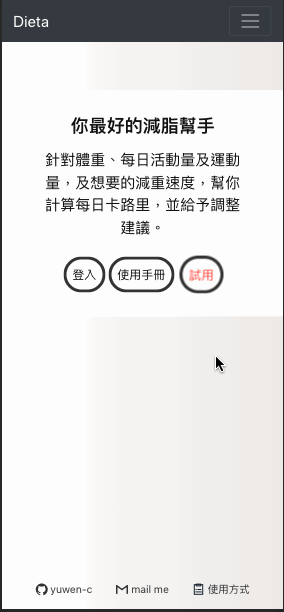 Dieta
你最好的減脂幫手
針對體重、每日活動量及運動
量，及想要的減重速度，幫你
計算每日卡路里，並給予調整
建議。
登入 使用手冊 試用
yuwen-c mail me 使用方式